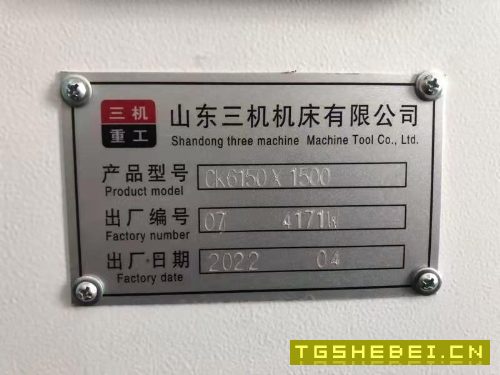 三机
重工
山东三机机床有限公司
Shandong three machine Machine Tool Co., Ltd.
产品型号 CK6150X1500
Product model
出厂编号 07 4171
Factory number
出厂·日期 2022 04
Factory date
TGSHEBEI.CN